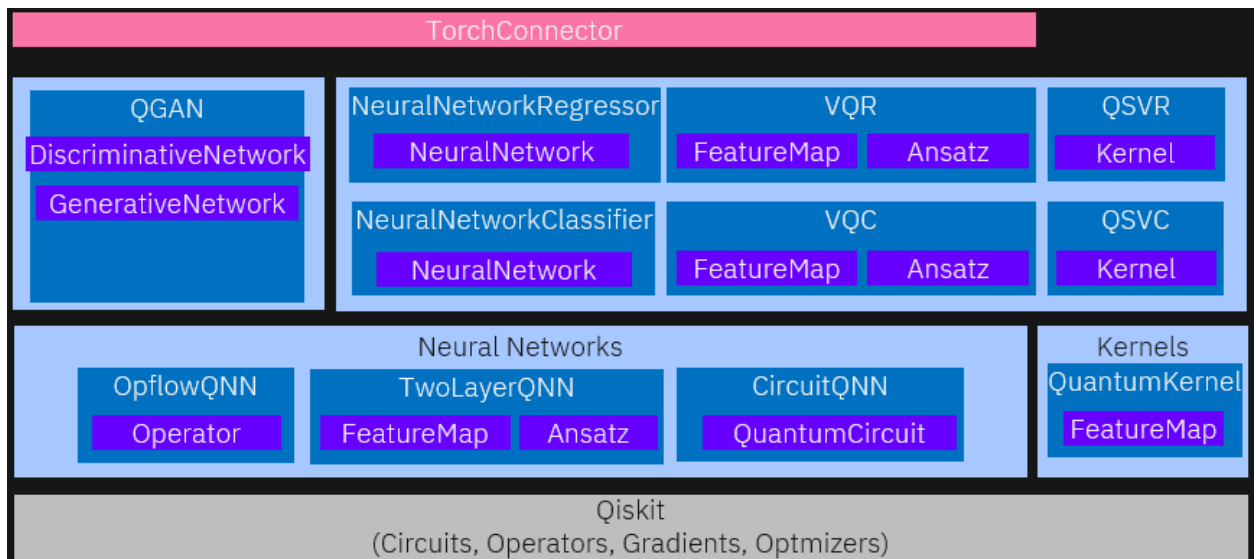 TorchConnector
QGAN
DiscriminativeNetwork
GenerativeNetwork
NeuralNetworkRegressor
NeuralNetwork
VQR
FeatureMap
Ansatz
QSVR
Kernel
NeuralNetworkClassifier
NeuralNetwork
VQC
FeatureMap
Ansatz
QSVC
Kernel
Neural Networks
OpflowQNN
Operator
TwoLayerQNN
FeatureMap
Ansatz
CircuitQNN
QuantumCircuit
Kernels
QuantumKernel
FeatureMap
Qiskit
(Circuits, Operators, Gradients, Optmizers)